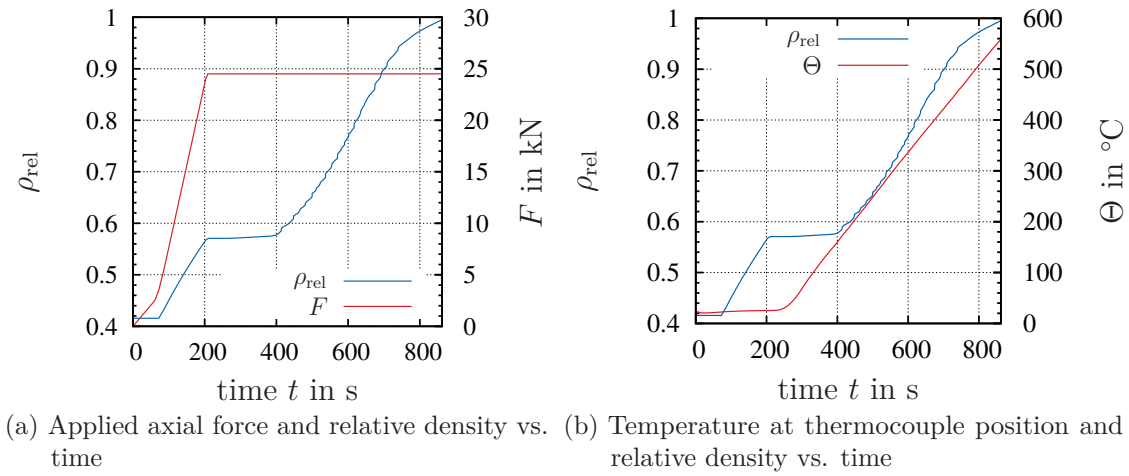 1
0.9
0.8
0.7
0.6
0.5
0.4
ρrel
30
25
20
15
10
5
0
F in kN
0 200 400 600 800
time t in s
ρrel
F
(a) Applied axial force and relative density vs.
time
1
0.9
0.8
0.7
0.6
0.5
0.4
ρrel
600
500
400
300
200
100
0
Θ in °C
0 200 400 600 800
time t in s
ρrel
Θ
(b) Temperature at thermocouple position and
relative density vs. time